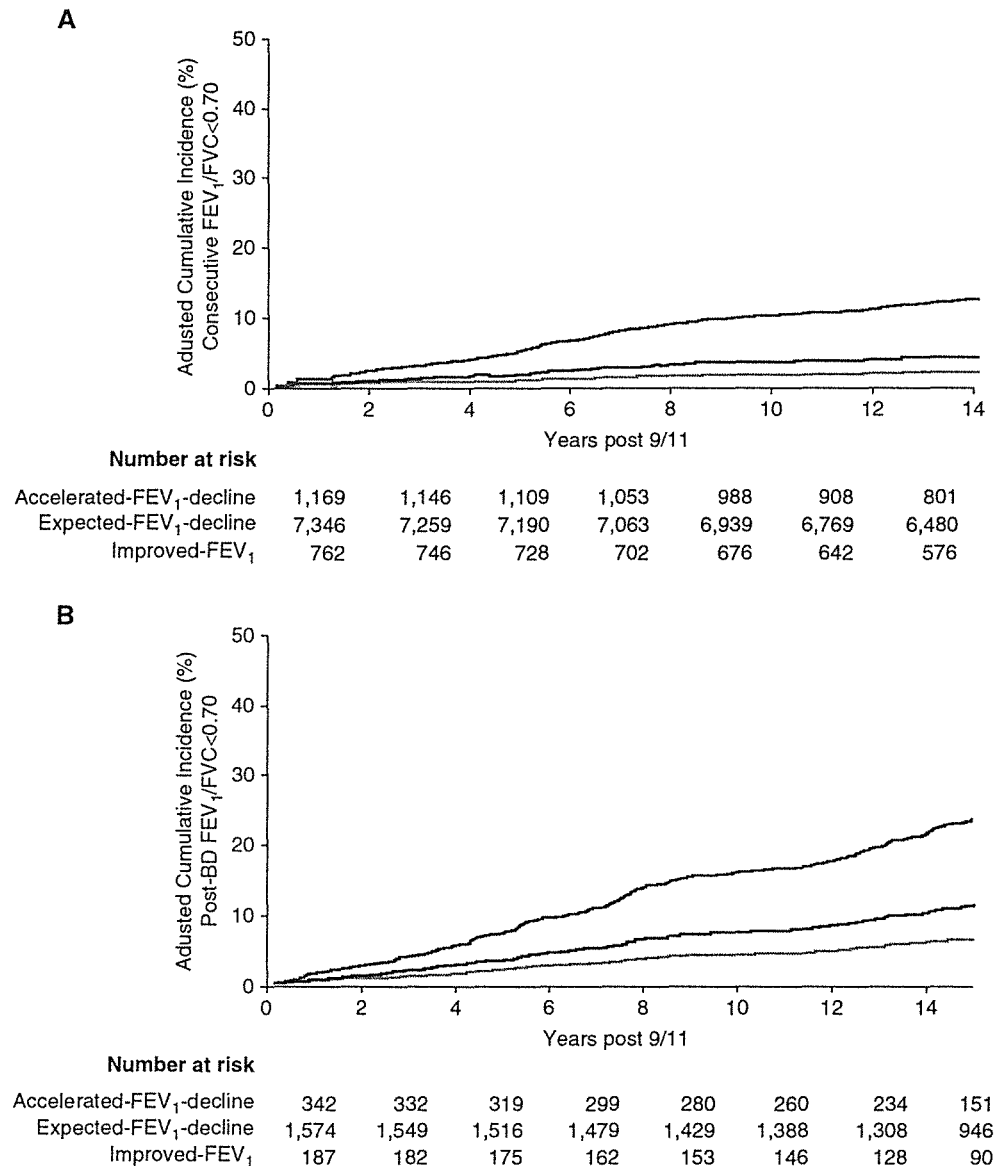 A
Adusted Cumulative Incidence (%)
Consecutive FEV1/FVC<0.70
50
40
30
20
10
0
0 2 4 6 8 10 12 14
Years post 9/11
Number at risk
Accelerated-FEV1-decline 1,169 1,146 1,109 1,053 988 908 801
Expected-FEV1-decline 7,346 7,259 7,190 7,063 6,939 6,769 6,480
Improved-FEV1 762 746 728 702 676 642 576
B
Adusted Cumulative Incidence (%)
Post-BD FEV1/FVC<0.70
50
40
30
20
10
0
0 2 4 6 8 10 12 14
Years post 9/11
Number at risk
Accelerated-FEV1-decline 342 332 319 299 280 260 234 151
Expected-FEV1-decline 1,574 1,549 1,516 1,479 1,429 1,388 1,308 946
Improved-FEV1 187 182 175 162 153 146 128 90